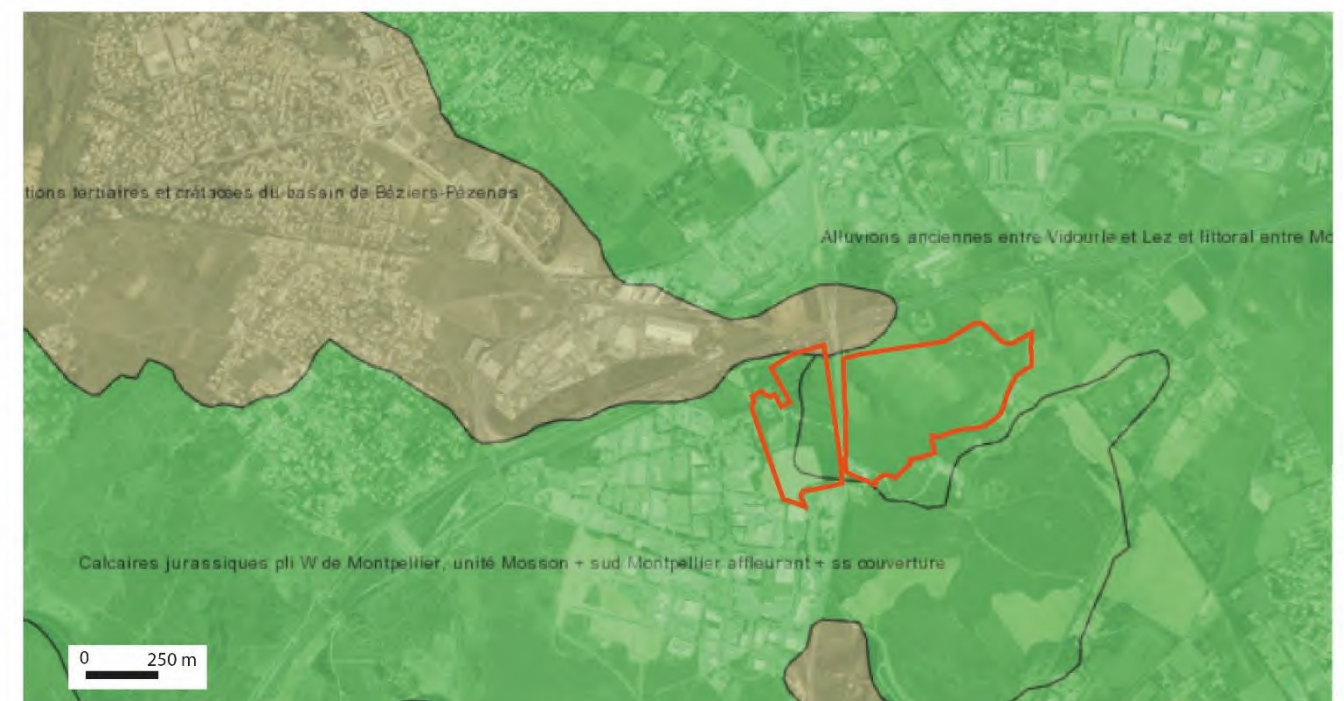 tions tertiaires et crétacées du bassin de Béziers-Pézenas
Alluvions anciennes entre Vidourle et Lez et littoral entre Mo
Calcaires jurassiques pli W de Montpellier, unité Mosson + sud Montpellier affleurant + ss couverture
0 250 m